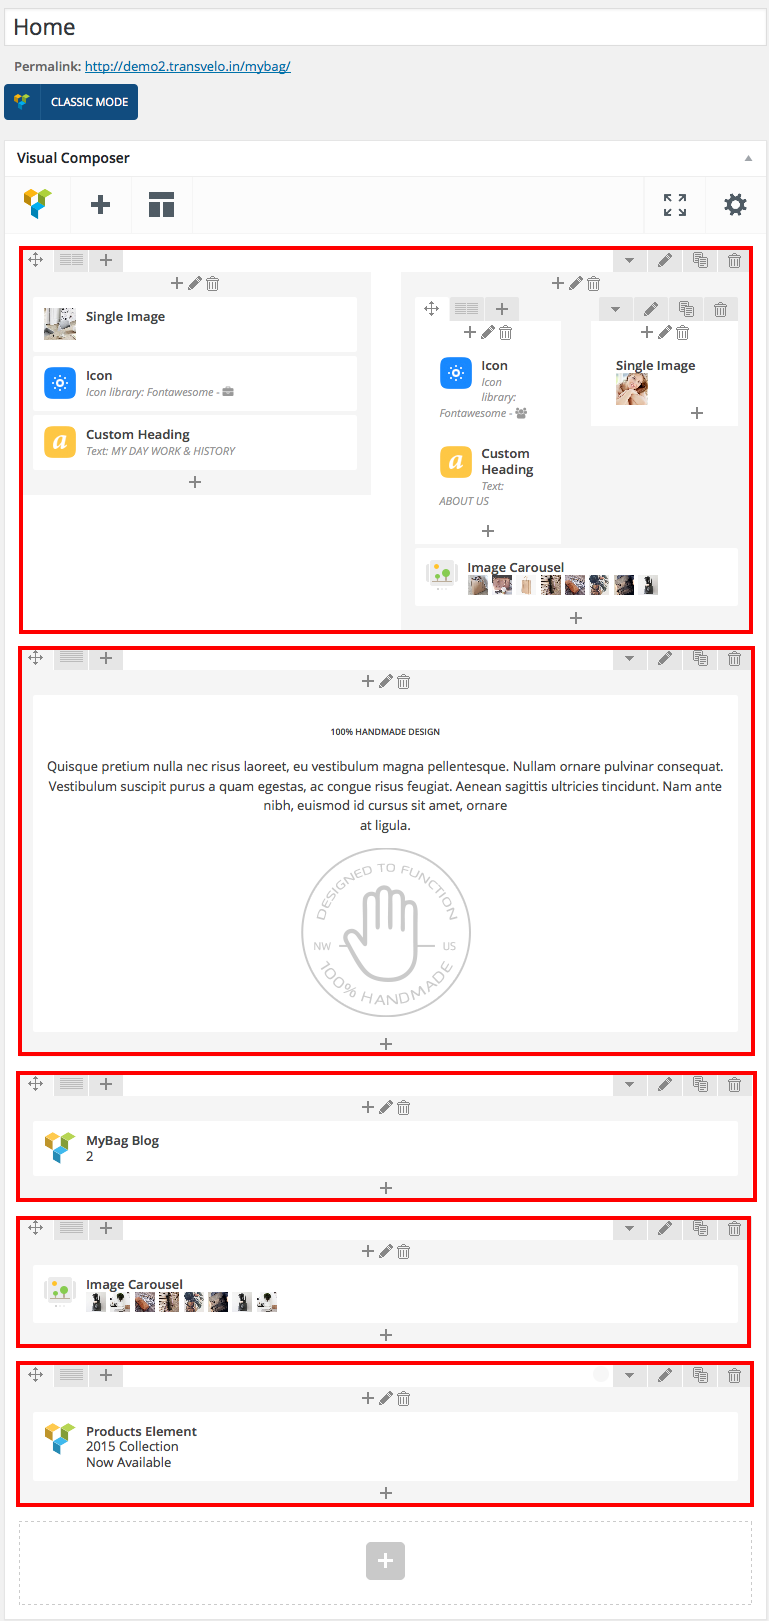 Home
Permalink: http://demo2.transvelo.in/mybag/
CLASSIC MODE
Visual Composer
Single Image
Icon
Icon library: Fontawesome -
Custom Heading
Text: MY DAY WORK & HISTORY
Icon
Icon
library:
Fontawesome -
Custom
Heading
Text:
ABOUT US
Single Image
Image Carousel
100% HANDMADE DESIGN
Quisque pretium nulla nec risus laoreet, eu vestibulum magna pellentesque. Nullam ornare pulvinar consequat.
Vestibulum suscipit purus a quam egestas, ac congue risus feugiat. Aenean sagittis ultricies tincidunt. Nam ante
nibh, euismod id cursus sit amet, ornare
at ligula.
DESIGNED TO FUNCTION
NW US
100% HANDMADE
MyBag Blog
2
Image Carousel
Products Element
2015 Collection
Now Available